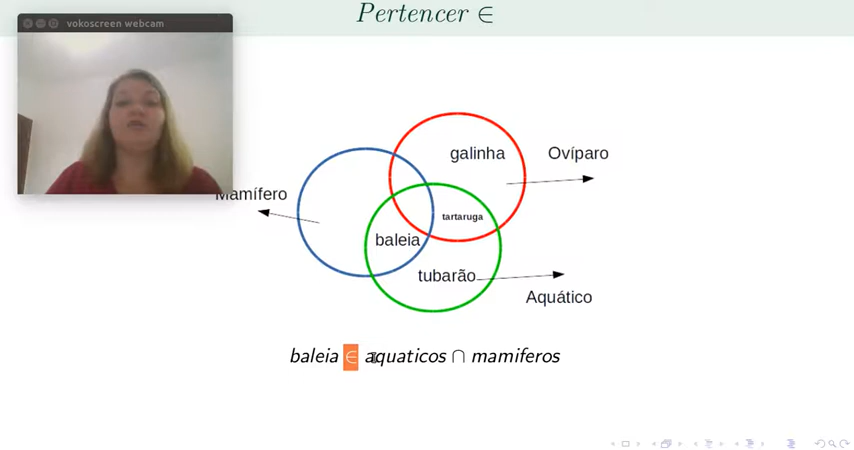 Pertencer ∈
vokoscreen webcam
galinha
Ovíparo
Mamífero
tartaruga
baleia
tubarão
Aquático
baleia ∈ aquaticos ∩ mamiferos